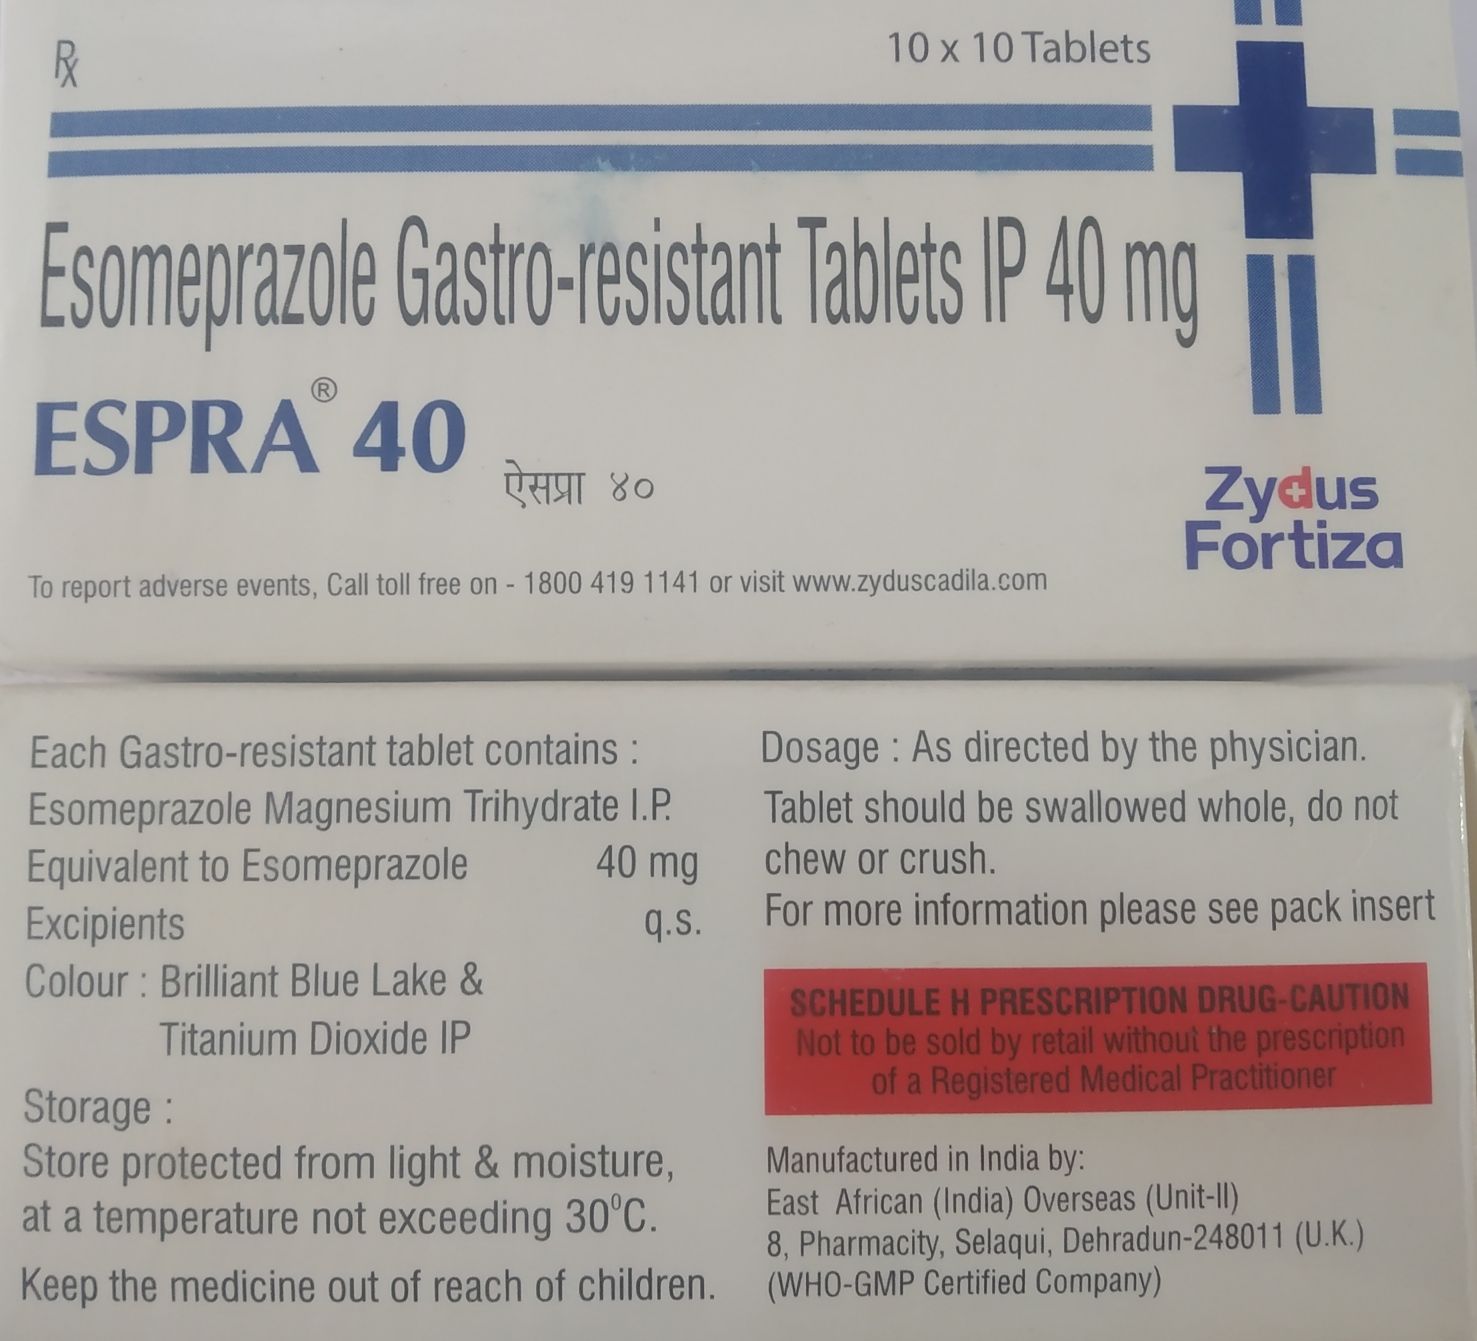 Rx
10 x 10 Tablets
Esomeprazole Gastro-resistant Tablets IP 40 mg
ESPRA® 40
ऐसप्रा ४०
Zydus
Fortiza
To report adverse events, Call toll free on - 1800 419 1141 or visit www.zyduscadila.com
Each Gastro-resistant tablet contains :
Esomeprazole Magnesium Trihydrate I.P.
Equivalent to Esomeprazole 40 mg
Excipients q.s.
Colour : Brilliant Blue Lake &
Titanium Dioxide IP
Storage :
Store protected from light & moisture,
at a temperature not exceeding 30°C.
Keep the medicine out of reach of children.
Dosage : As directed by the physician.
Tablet should be swallowed whole, do not
chew or crush.
For more information please see pack insert
SCHEDULE H PRESCRIPTION DRUG-CAUTION
Not to be sold by retail without the prescription
of a Registered Medical Practitioner
Manufactured in India by:
East African (India) Overseas (Unit-II)
8, Pharmacity, Selaqui, Dehradun-248011 (U.K.)
(WHO-GMP Certified Company)